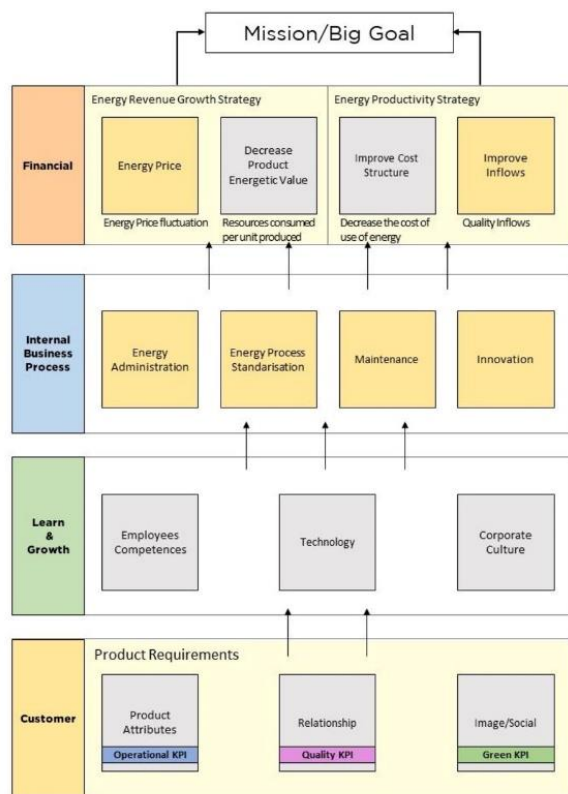 Mission/Big Goal
Financial
Energy Revenue Growth Strategy
Energy Productivity Strategy
Energy Price
Decrease
Product
Energetic Value
Improve Cost
Structure
Improve
Inflows
Energy Price fluctuation
Resources consumed
per unit produced
Decrease the cost of
use of energy
Quality Inflows
Internal
Business
Process
Energy
Administration
Energy Process
Standarisation
Maintenance
Innovation
Learn
&
Growth
Employees
Competences
Technology
Corporate
Culture
Customer
Product Requirements
Product
Attributes
Operational KPI
Relationship
Quality KPI
Image/Social
Green KPI